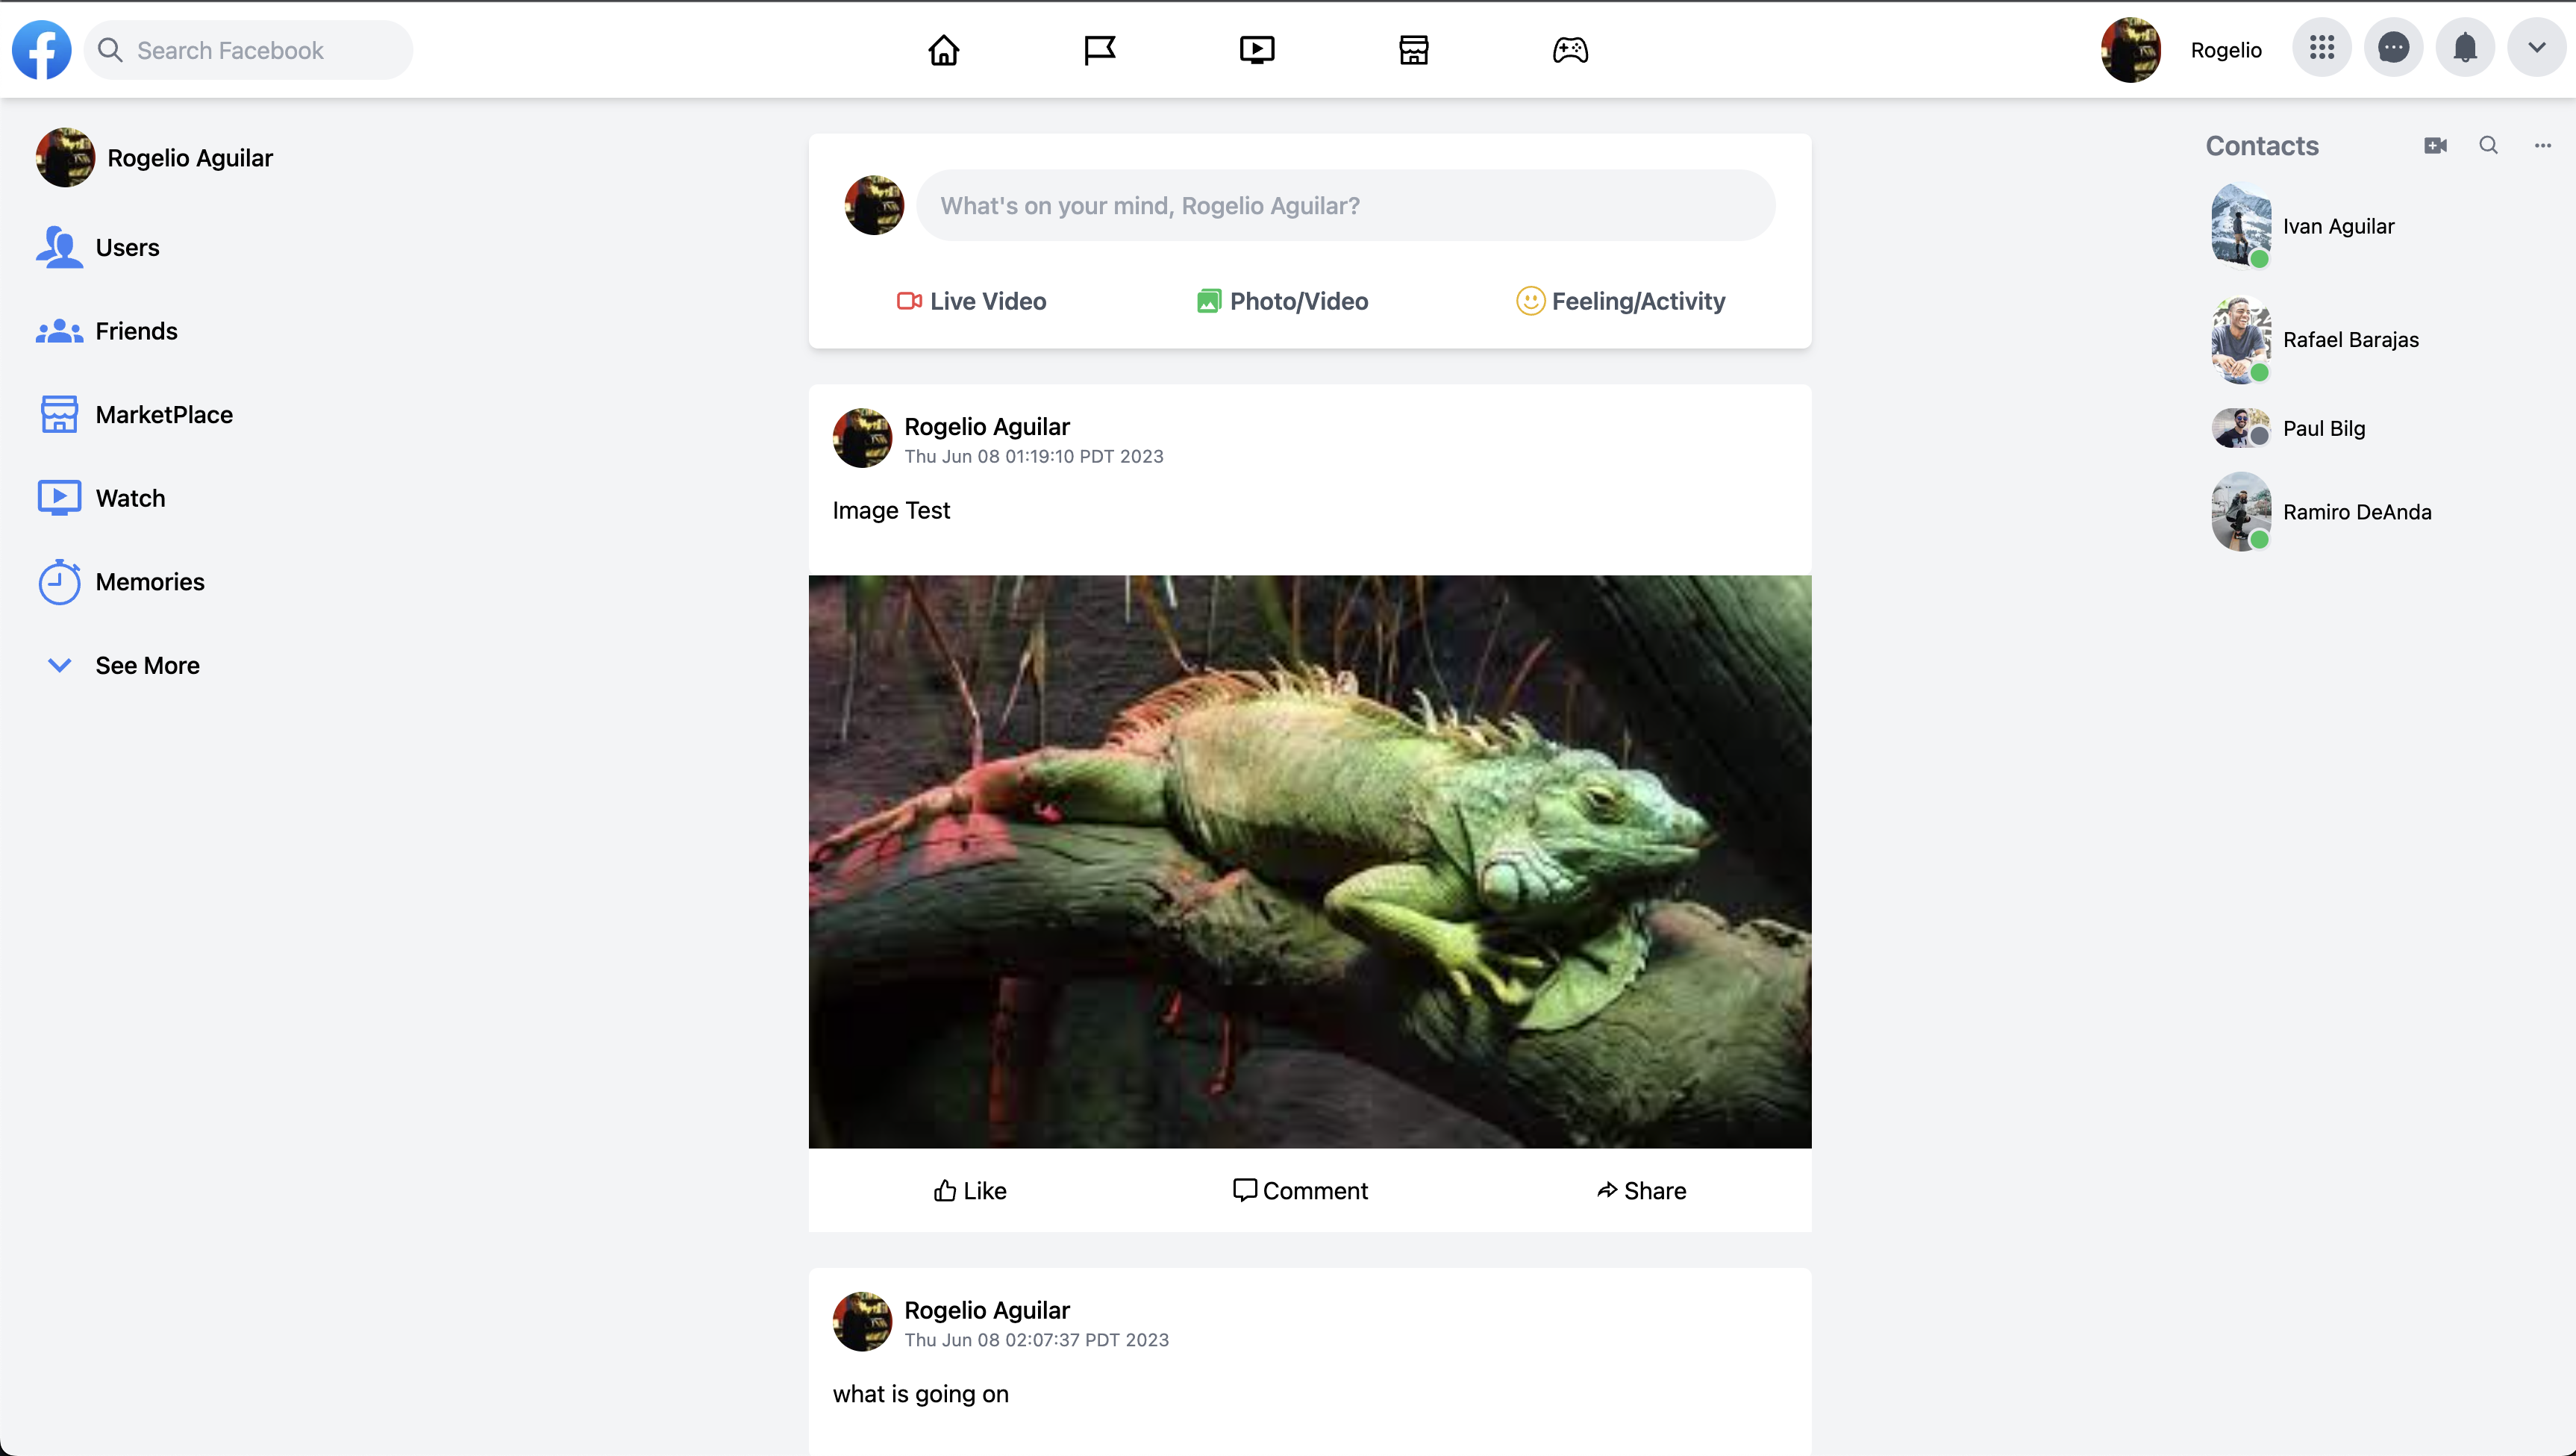 Search Facebook
Rogelio
Rogelio Aguilar
Users
Friends
MarketPlace
Watch
Memories
See More
What's on your mind, Rogelio Aguilar?
Live Video
Photo/Video
Feeling/Activity
Rogelio Aguilar
Thu Jun 08 01:19:10 PDT 2023
Image Test
Like
Comment
Share
Rogelio Aguilar
Thu Jun 08 02:07:37 PDT 2023
what is going on
Contacts
Ivan Aguilar
Rafael Barajas
Paul Bilg
Ramiro DeAnda